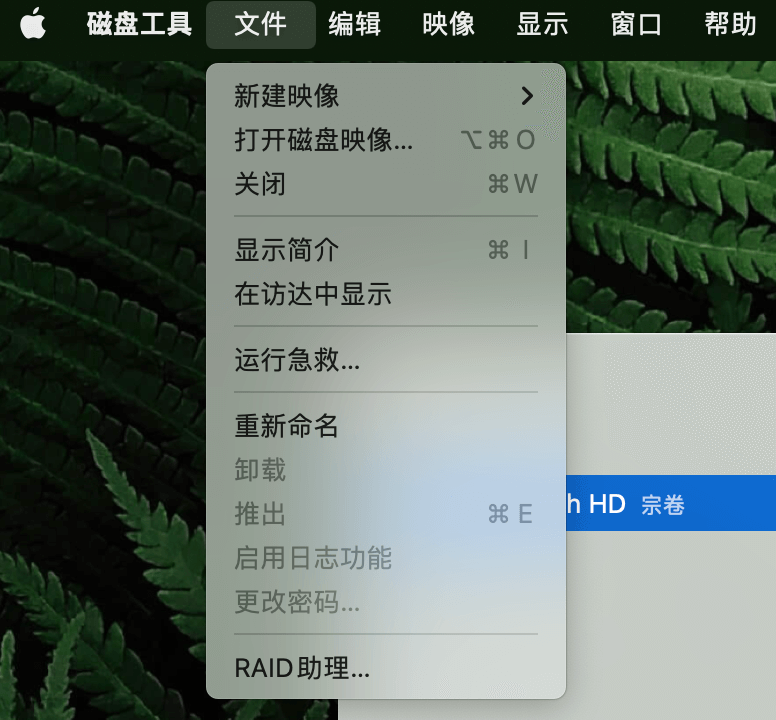 磁盘工具 文件 编辑 映像 显示 窗口 帮助
新建映像
打开磁盘映像... ⌥⌘O
关闭 ⌘W
显示简介 ⌘I
在访达中显示
运行急救...
重新命名
卸载
h HD 宗卷
推出 ⌘E
启用日志功能
更改密码...
RAID助理...